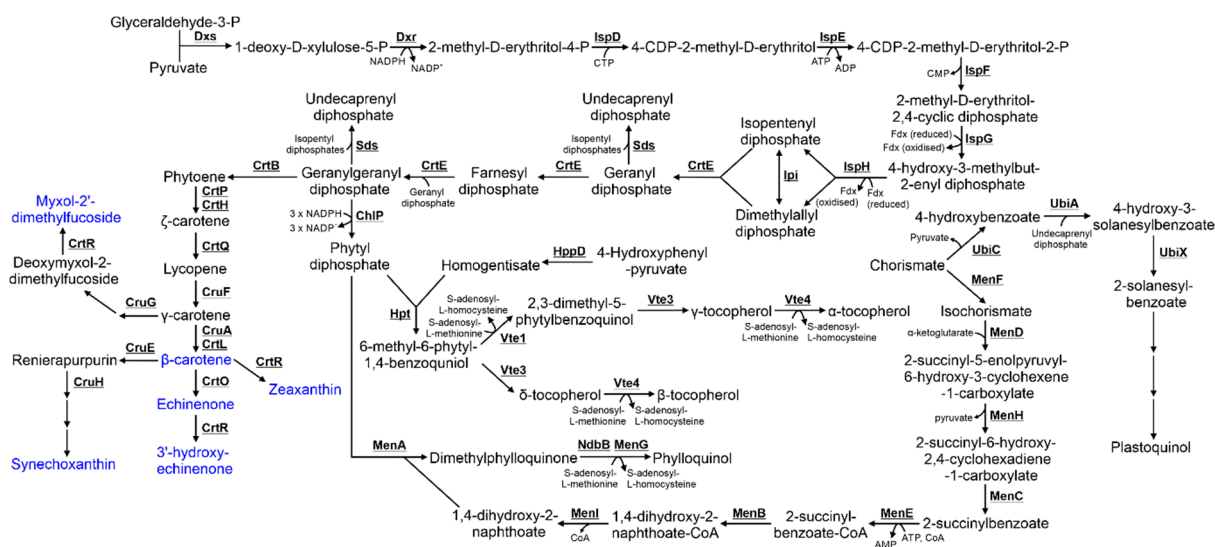 Glyceraldehyde-3-P
Dxs
Pyruvate
1-deoxy-D-xylulose-5-P
Dxr
NADPH
NADP+
2-methyl-D-erythritol-4-P
IspD
CTP
4-CDP-2-methyl-D-erythritol
IspE
ATP
ADP
4-CDP-2-methyl-D-erythritol-2-P
CMP
IspF
2-methyl-D-erythritol-
2,4-cyclic diphosphate
Fdx (reduced)
Fdx (oxidised)
IspG
4-hydroxy-3-methylbut-
2-enyl diphosphate
IspH
Fdx
(oxidised)
Fdx
(reduced)
Isopentenyl
diphosphate
Ipi
Dimethylallyl
diphosphate
CrtE
Undecaprenyl
diphosphate
Isopentyl
diphosphates
Sds
Geranyl
diphosphate
CrtE
Farnesyl
diphosphate
CrtE
Geranyl
diphosphate
Undecaprenyl
diphosphate
Isopentyl
diphosphates
Sds
Geranylgeranyl
diphosphate
CrtB
Phytoene
CrtP
CrtH
ζ-carotene
CrtQ
Lycopene
CruF
γ-carotene
CruA
CrtL
β-carotene
CrtO
Echinenone
CrtR
3'-hydroxy-
echinenone
CrtR
Zeaxanthin
Myxol-2'-
dimethylfucoside
CrtR
Deoxymyxol-2-
dimethylfucoside
CruG
CruE
Renierapurpurin
CruH
Synechoxanthin
3 x NADPH
3 x NADP+
ChlP
Phytyl
diphosphate
Homogentisate
HppD
4-Hydroxyphenyl
-pyruvate
Hpt
6-methyl-6-phytyl-
1,4-benzoquniol
S-adenosyl-
L-homocysteine
S-adenosyl-
L-methionine
Vte1
2,3-dimethyl-5-
phytylbenzoquinol
Vte3
γ-tocopherol
Vte4
S-adenosyl-
L-methionine
S-adenosyl-
L-homocysteine
α-tocopherol
Vte3
δ-tocopherol
Vte4
S-adenosyl-
L-methionine
S-adenosyl-
L-homocysteine
β-tocopherol
MenA
Dimethylphylloquinone
NdbB MenG
S-adenosyl-
L-methionine
S-adenosyl-
L-homocysteine
Phylloquinol
Chorismate
Pyruvate
UbiC
4-hydroxybenzoate
UbiA
Undecaprenyl
diphosphate
4-hydroxy-3-
solanesylbenzoate
UbiX
2-solanesyl-
benzoate
Plastoquinol
MenF
Isochorismate
α-ketglutarate
MenD
2-succinyl-5-enolpyruvyl-
6-hydroxy-3-cyclohexene
-1-carboxylate
pyruvate
MenH
2-succinyl-6-hydroxy-
2,4-cyclohexadiene
-1-carboxylate
MenC
2-succinylbenzoate
MenE
AMP
ATP, CoA
2-succinyl-
benzoate-CoA
MenB
1,4-dihydroxy-2-
naphthoate-CoA
MenI
CoA
1,4-dihydroxy-2-
naphthoate